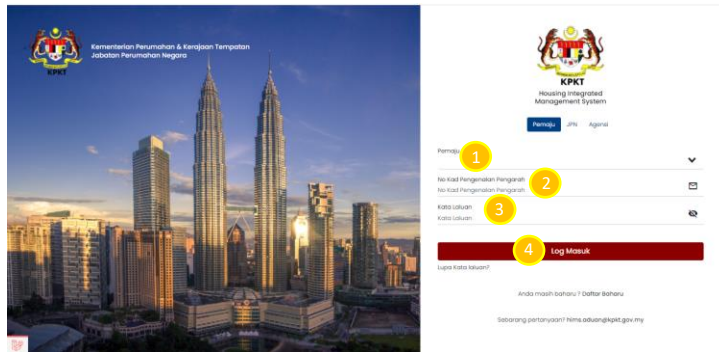 Kementerian Perumahan & Kerajaan Tempatan
Jabatan Perumahan Negara
KPKT
KPKT
Housing Integrated
Management System
Pemaju JPN Agensi
Pemaju 1
No Kad Pengenalan Pengarah 2
No Kad Pengenalan Pengarah
Kata Laluan 3
Kata Laluan
4 Log Masuk
Lupa Kata laluan?
Anda masih baharu ? Daftar Baharu
Sebarang pertanyaan? hims.aduan@kpkt.gov.my